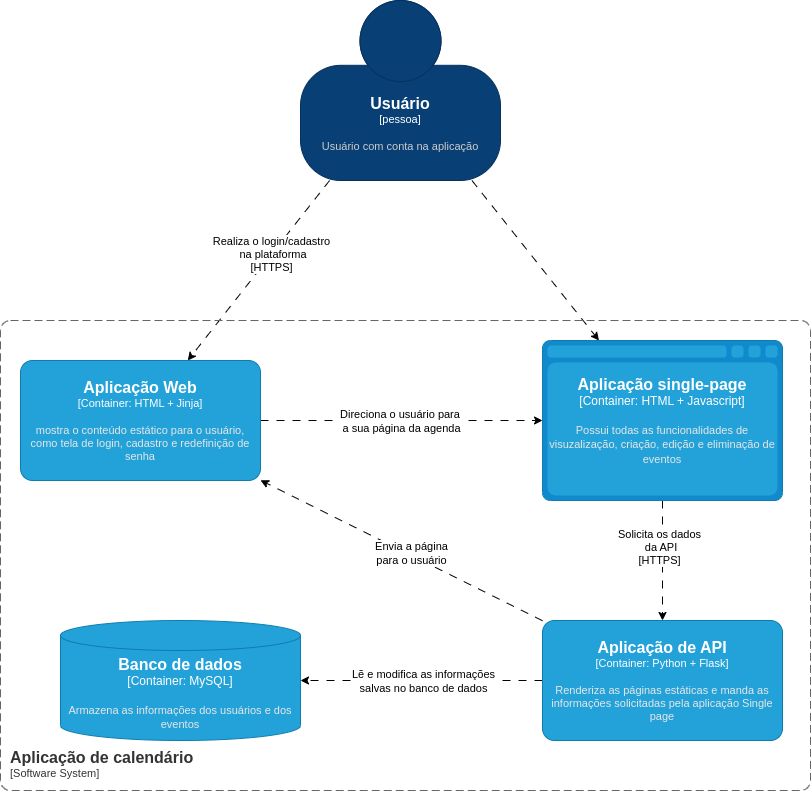 Usuário
[pessoa]
Usuário com conta na aplicação
Realiza o login/cadastro
na plataforma
[HTTPS]
Aplicação Web
[Container: HTML + Jinja]
mostra o conteúdo estático para o usuário,
como tela de login, cadastro e redefinição de
senha
Direciona o usuário para
a sua página da agenda
Aplicação single-page
[Container: HTML + Javascript]
Possui todas as funcionalidades de
visuzalização, criação, edição e eliminação de
eventos
Solicita os dados
da API
[HTTPS]
Envia a página
para o usuário
Banco de dados
[Container: MySQL]
Armazena as informações dos usuários e dos
eventos
Lê e modifica as informações
salvas no banco de dados
Aplicação de API
[Container: Python + Flask]
Renderiza as páginas estáticas e manda as
informações solicitadas pela aplicação Single
page
Aplicação de calendário
[Software System]